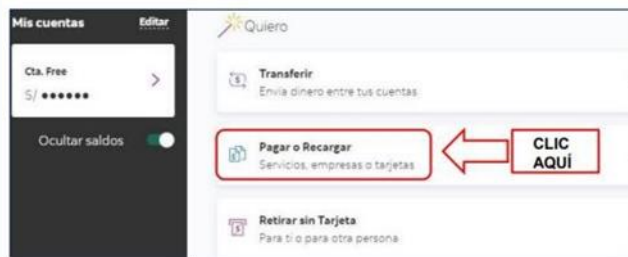 Mis cuentas Editar
Cta. Free
S/ ●●●●●●
Ocultar saldos
Quiero
Transferir
Envía dinero entre tus cuentas
Pagar o Recargar
Servicios, empresas o tarjetas
CLIC
AQUÍ
Retirar sin Tarjeta
Para ti o para otra persona